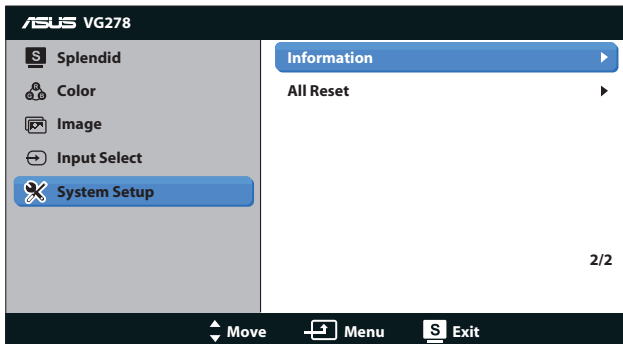 ASUS VG278
S Splendid
Color
Image
Input Select
System Setup
Information
All Reset
2/2
Move
Menu
S Exit